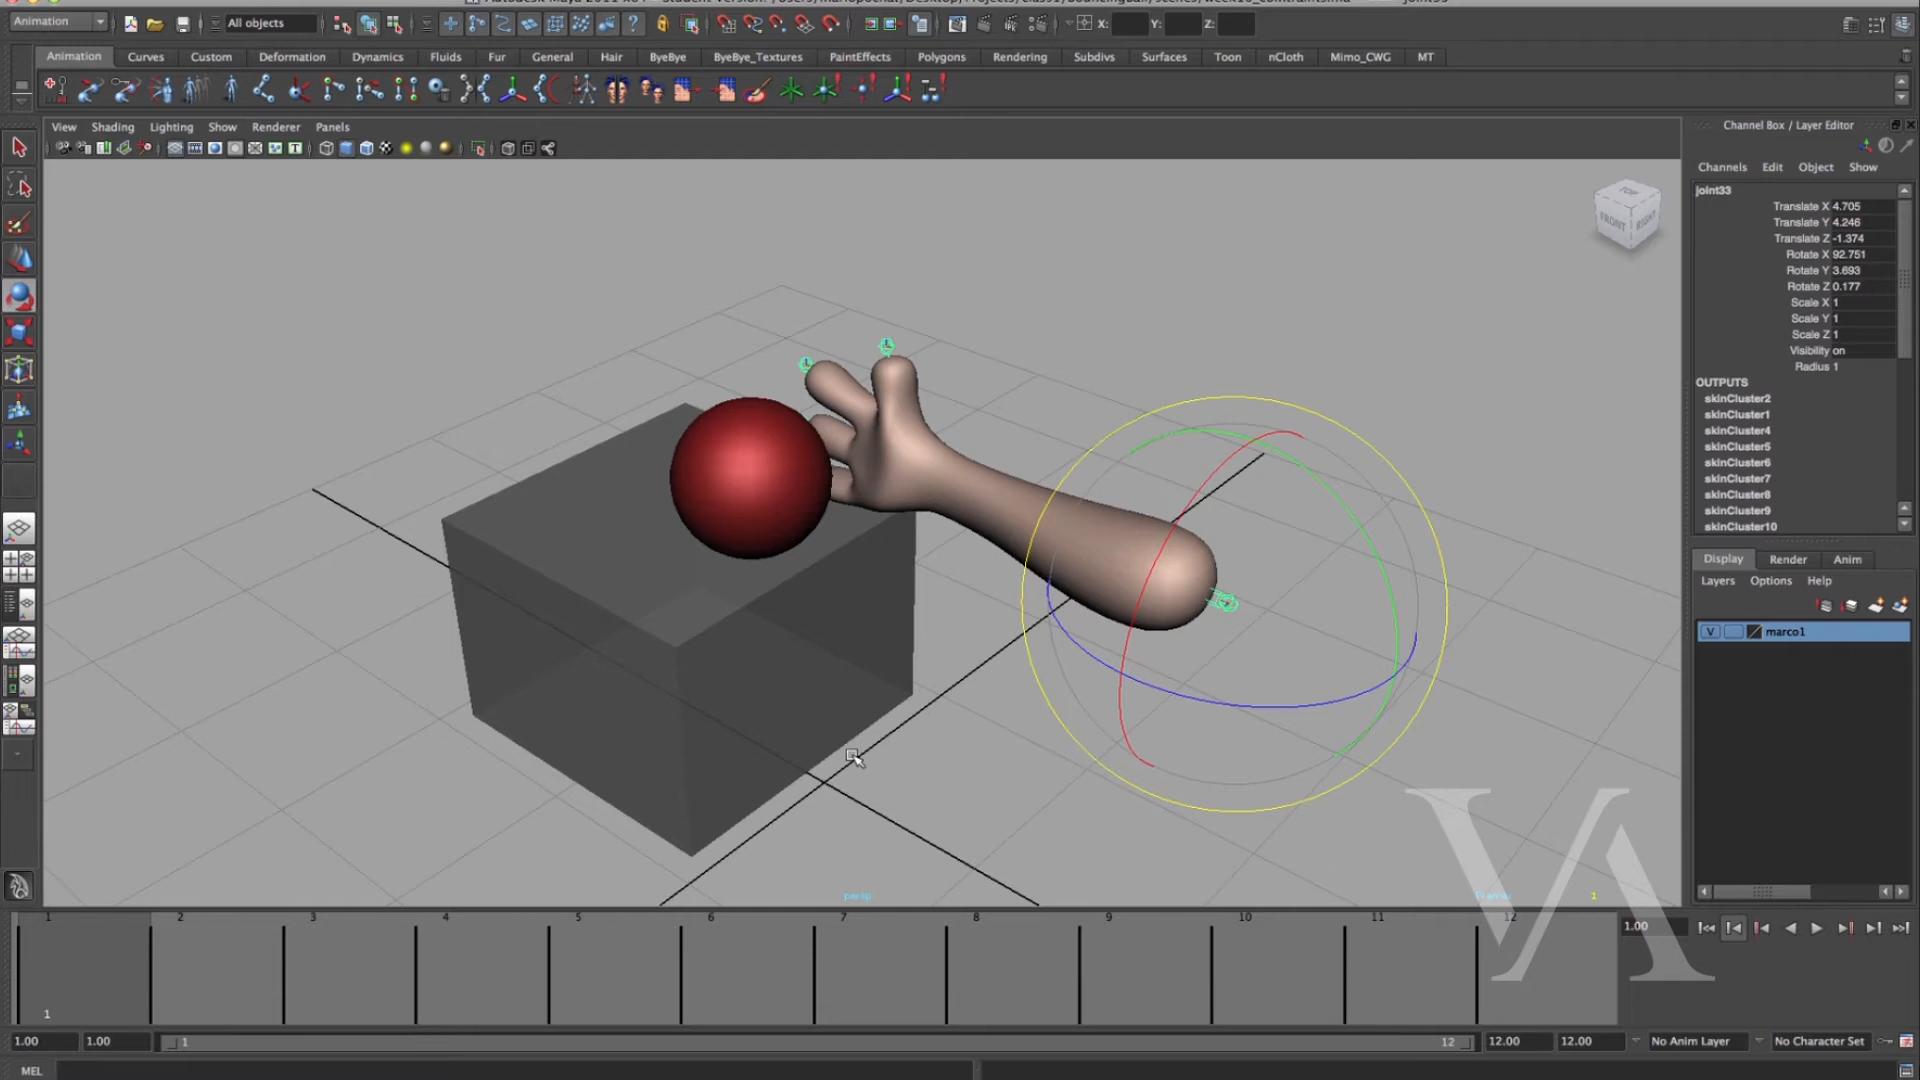 Animation
All objects
X:
Y:
Z:
Animation Curves Custom Deformation Dynamics Fluids Fur General Hair ByeBye ByeBye_Textures PaintEffects Polygons Rendering Subdivs Surfaces Toon nCloth Mimo_CWG MT
View Shading Lighting Show Renderer Panels
Channel Box / Layer Editor
Channels Edit Object Show
joint33
Translate X 4.705
Translate Y 4.246
Translate Z -1.374
Rotate X 92.751
Rotate Y 3.693
Rotate Z 0.177
Scale X 1
Scale Y 1
Scale Z 1
Visibility on
Radius 1
OUTPUTS
skinCluster2
skinCluster1
skinCluster4
skinCluster5
skinCluster6
skinCluster7
skinCluster8
skinCluster9
skinCluster10
TOP
FRONT
RIGHT
Display Render Anim
Layers Options Help
V marco1
persp
1
VA
1 2 3 4 5 6 7 8 9 10 11 12
1.00
1
1.00 1.00 1 12 12.00 12.00 No Anim Layer No Character Set
MEL